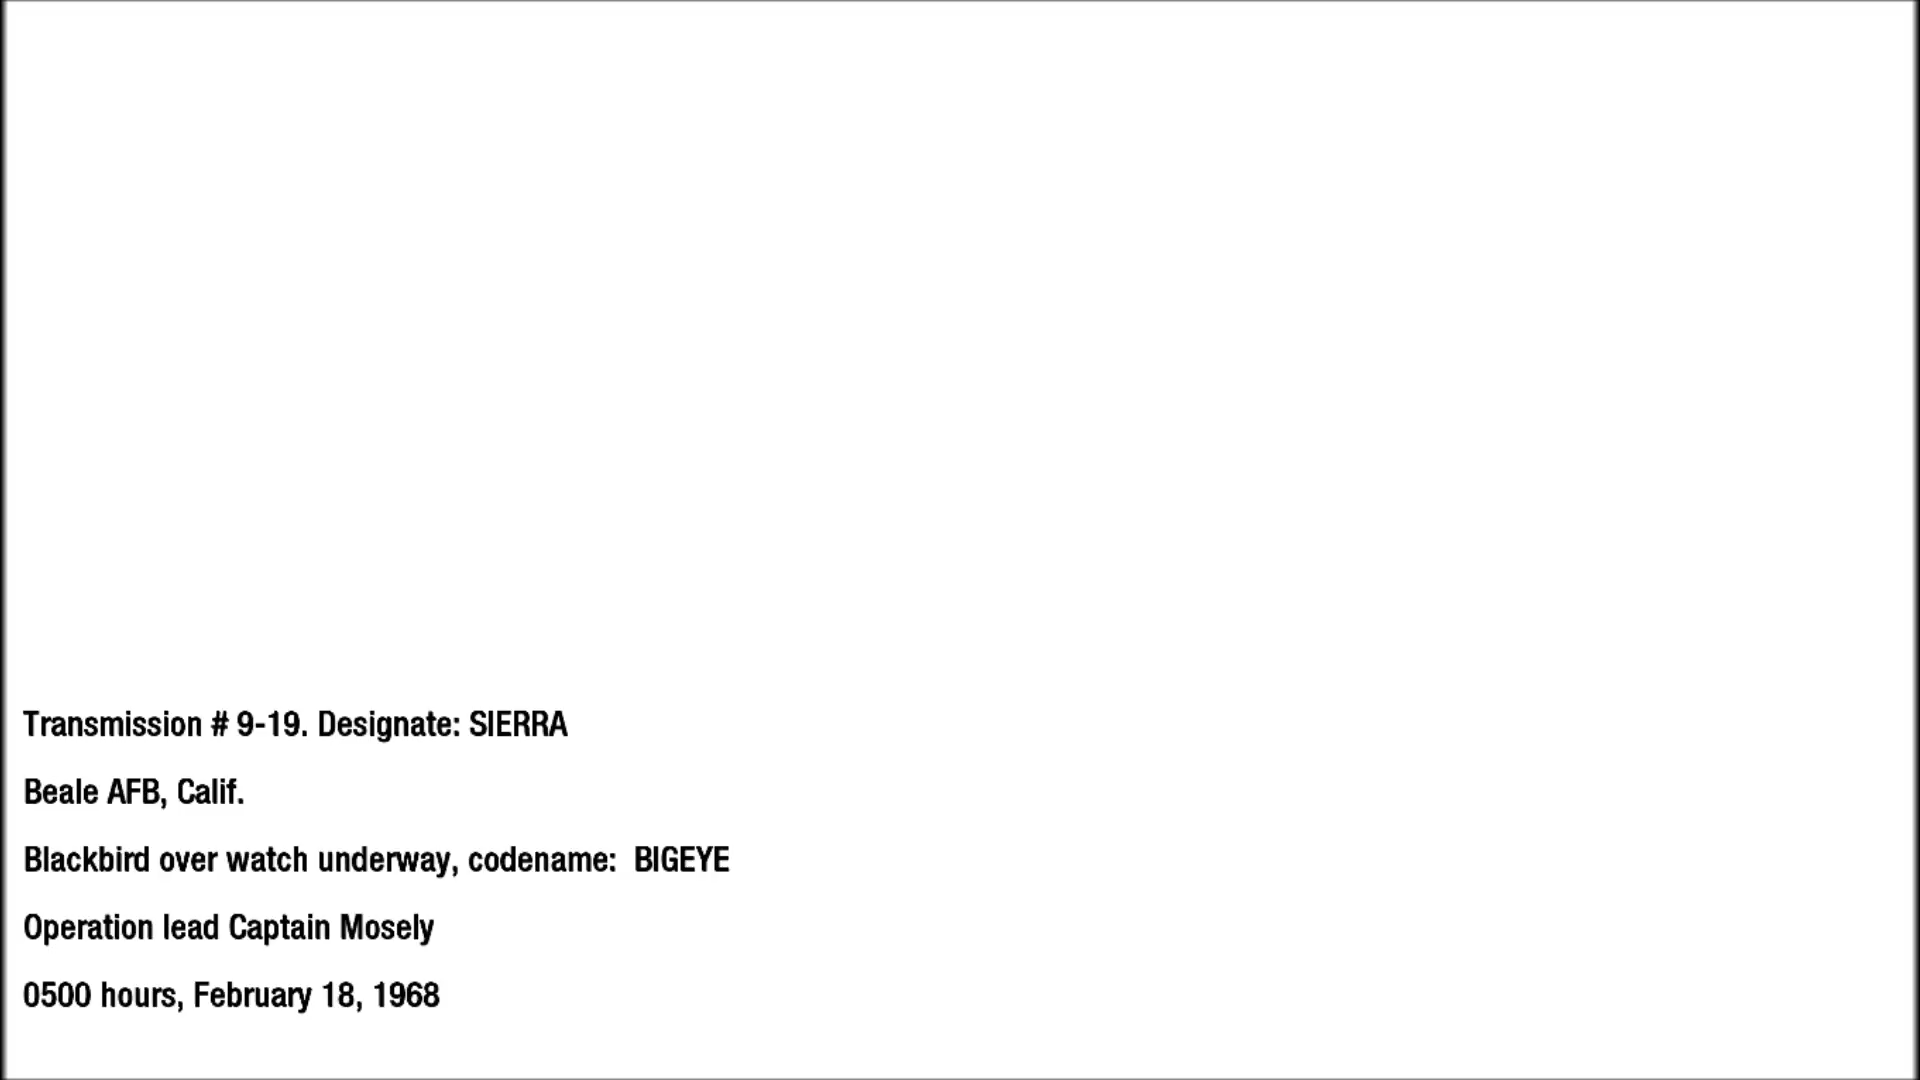 Transmission # 9-19. Designate: SIERRA
Beale AFB, Calif.
Blackbird over watch underway, codename:  BIGEYE
Operation lead Captain Mosely
0500 hours, February 18, 1968